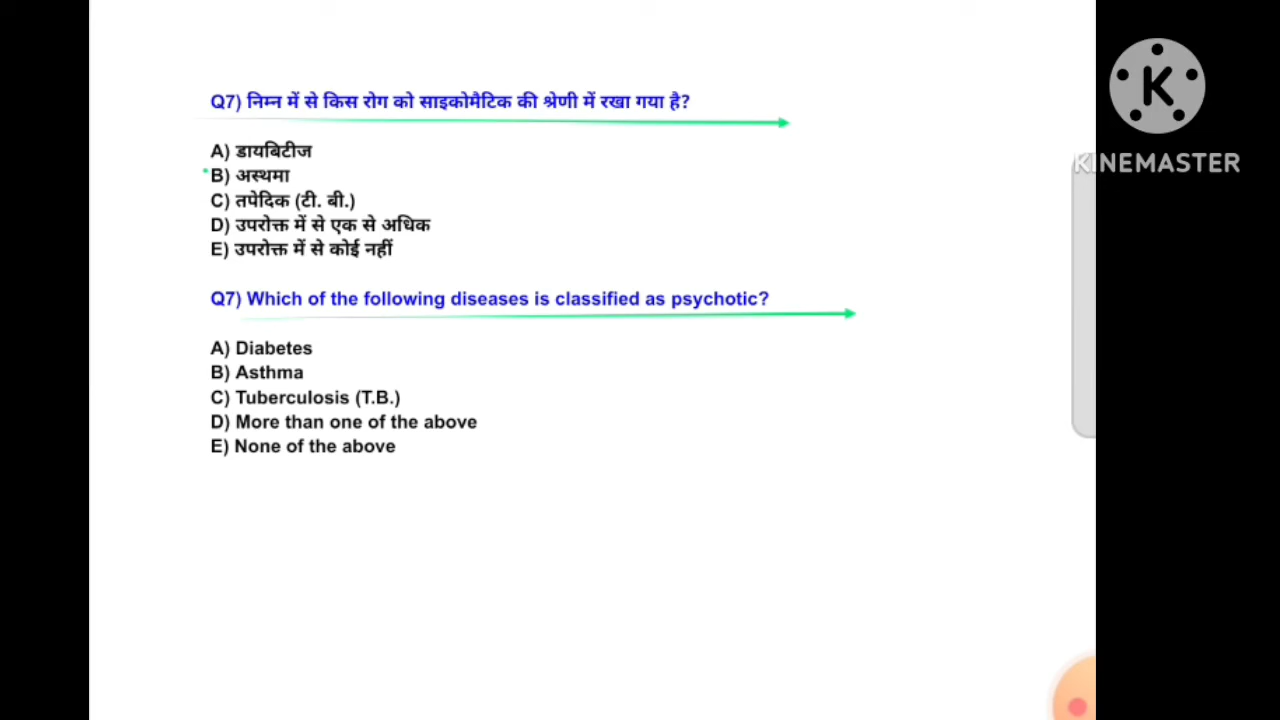 Q7) निम्न में से किस रोग को साइकोमैटिक की श्रेणी में रखा गया है?
A) डायबिटीज
B) अस्थमा
C) तपेदिक (टी. बी.)
D) उपरोक्त में से एक से अधिक
E) उपरोक्त में से कोई नहीं
Q7) Which of the following diseases is classified as psychotic?
A) Diabetes
B) Asthma
C) Tuberculosis (T.B.)
D) More than one of the above
E) None of the above
K
KINEMASTER